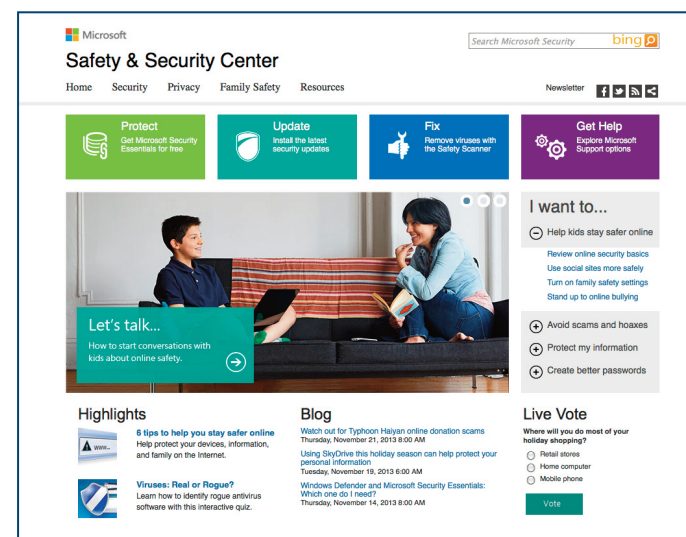 Microsoft
Search Microsoft Security
bing
Safety & Security Center
Home Security Privacy Family Safety Resources
Newsletter
Protect
Get Microsoft Security
Essentials for free
Update
Install the latest
security updates
Fix
Remove viruses with
the Safety Scanner
Get Help
Explore Microsoft
Support options
Let's talk...
How to start conversations with
kids about online safety.
I want to...
Help kids stay safer online
Review online security basics
Use social sites more safely
Turn on family safety settings
Stand up to online bullying
Avoid scams and hoaxes
Protect my information
Create better passwords
Highlights
www...
6 tips to help you stay safer online
Help protect your devices, information,
and family on the Internet.
Viruses: Real or Rogue?
Learn how to identify rogue antivirus
software with this interactive quiz.
Blog
Watch out for Typhoon Haiyan online donation scams
Thursday, November 21, 2013 8:00 AM
Using SkyDrive this holiday season can help protect your
personal information
Tuesday, November 19, 2013 6:00 AM
Windows Defender and Microsoft Security Essentials:
Which one do I need?
Thursday, November 14, 2013 8:00 AM
Live Vote
Where will you do most of your
holiday shopping?
Retail stores
Home computer
Mobile phone
Vote